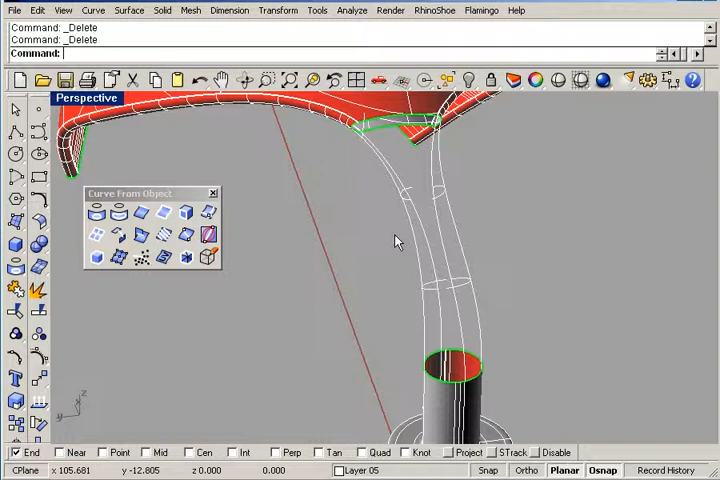 File Edit View Curve Surface Solid Mesh Dimension Transform Tools Analyze Render RhinoShoe Flamingo Help
Command: _Delete
Command: _Delete
Command:
Perspective
Curve From Object
z
y
x
End Near Point Mid Cen Int Perp Tan Quad Knot Project STrack Disable
CPlane x 105.681 y -12.805 z 0.000 0.000 Layer 05 Snap Ortho Planar Osnap Record History